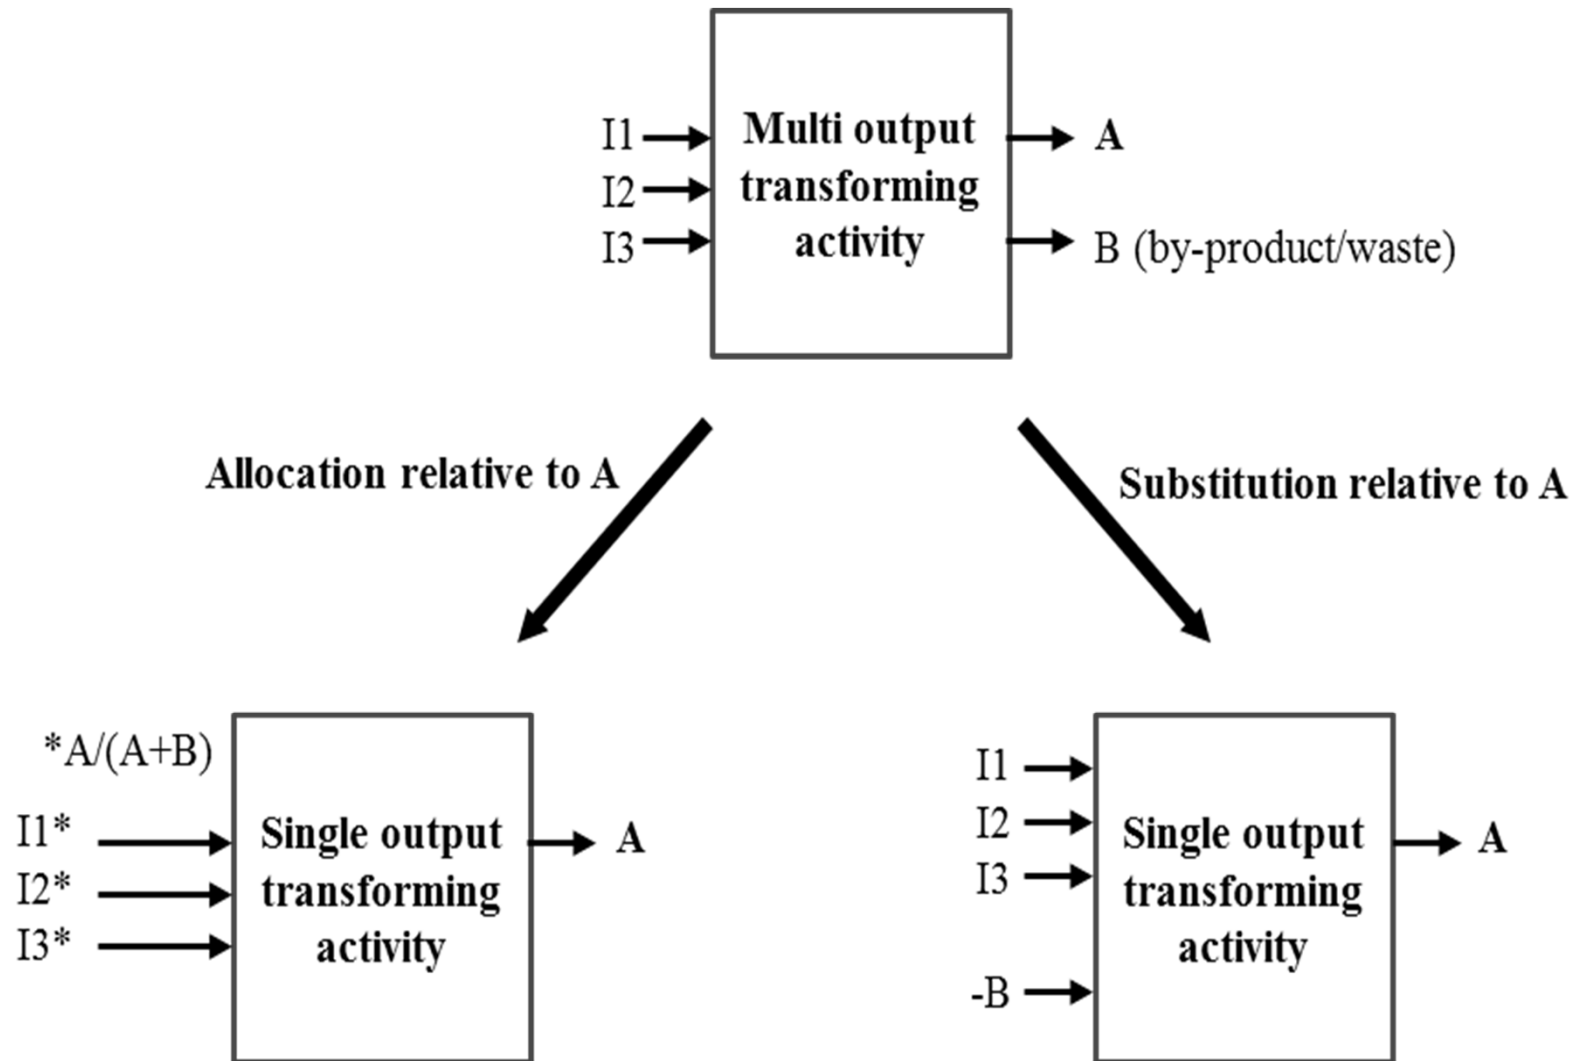 I1
I2
I3
Multi output
transforming
activity
A
B (by-product/waste)
Allocation relative to A
Substitution relative to A
*A/(A+B)
I1*
I2*
I3*
Single output
transforming
activity
A
I1
I2
I3
-B
Single output
transforming
activity
A